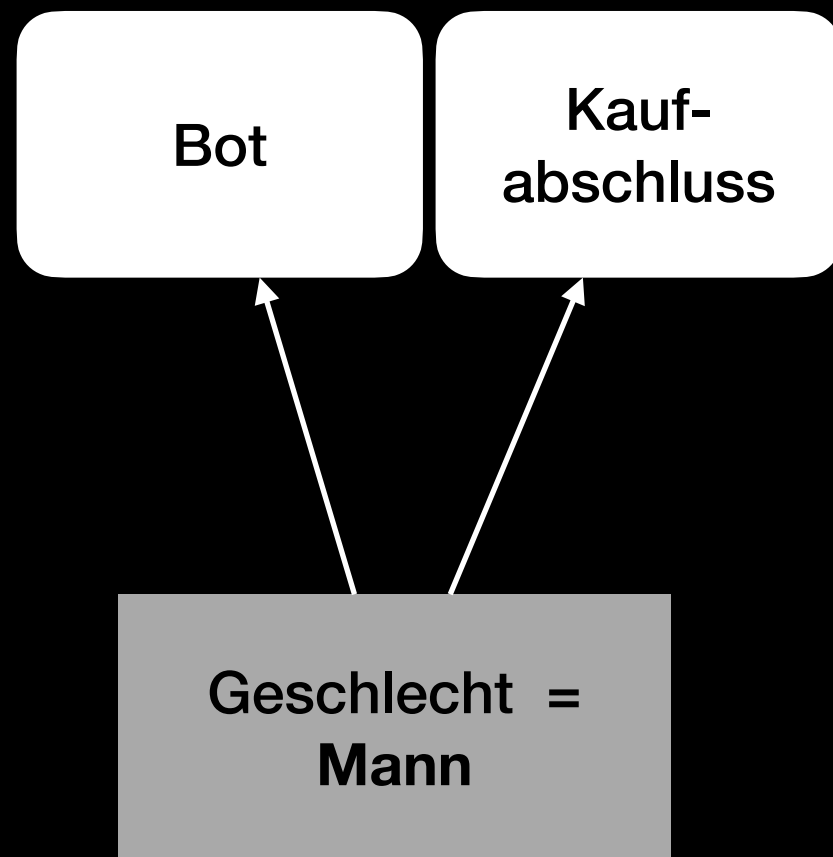 Bot
Kauf-
abschluss
Geschlecht =
Mann